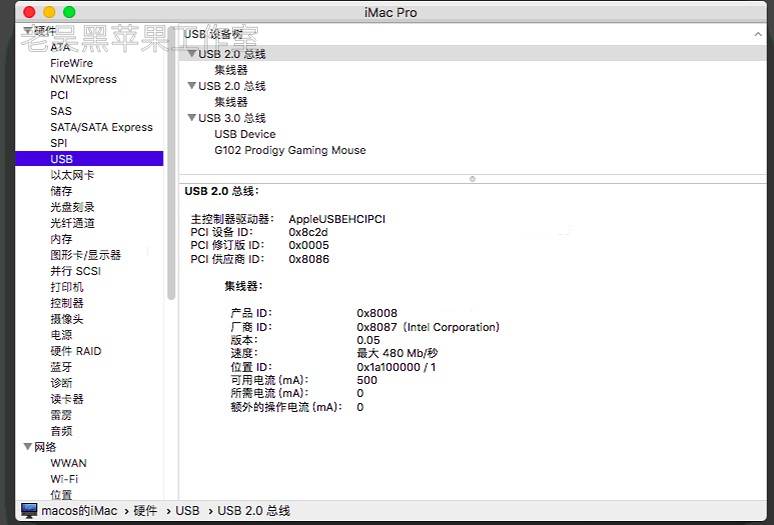 iMac Pro
老吴黑苹果工作室
硬件
ATA
FireWire
NVMExpress
PCI
SAS
SATA/SATA Express
SPI
USB
以太网卡
储存
光盘刻录
光纤通道
内存
图形卡/显示器
并行 SCSI
打印机
控制器
摄像头
电源
硬件 RAID
蓝牙
诊断
读卡器
雷雳
音频
网络
WWAN
Wi-Fi
位置
USB 设备树
USB 2.0 总线
集线器
USB 2.0 总线
集线器
USB 3.0 总线
USB Device
G102 Prodigy Gaming Mouse
USB 2.0 总线：
主控制器驱动器： AppleUSBEHCIPCI
PCI 设备 ID： 0x8c2d
PCI 修订版 ID： 0x0005
PCI 供应商 ID： 0x8086
集线器：
产品 ID： 0x8008
厂商 ID： 0x8087（Intel Corporation）
版本： 0.05
速度： 最大 480 Mb/秒
位置 ID： 0x1a100000 / 1
可用电流 (mA)： 500
所需电流 (mA)： 0
额外的操作电流 (mA)： 0
macos的iMac › 硬件 › USB › USB 2.0 总线